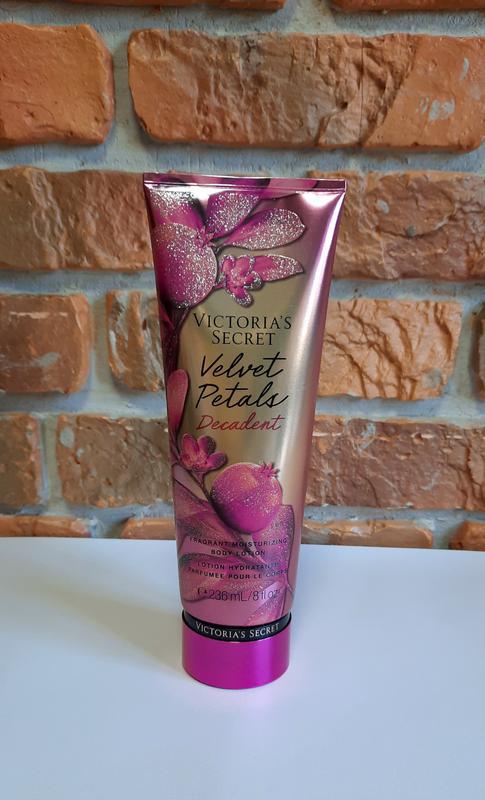 VICTORIA'S
SECRET
Velvet
Petals
Decadent
FRAGRANT MOISTURIZING
BODY LOTION
LOTION HYDRATANTE
PARFUMÉE POUR LE CORPS
236 mL/8 fl oz
VICTORIA'S SECRET